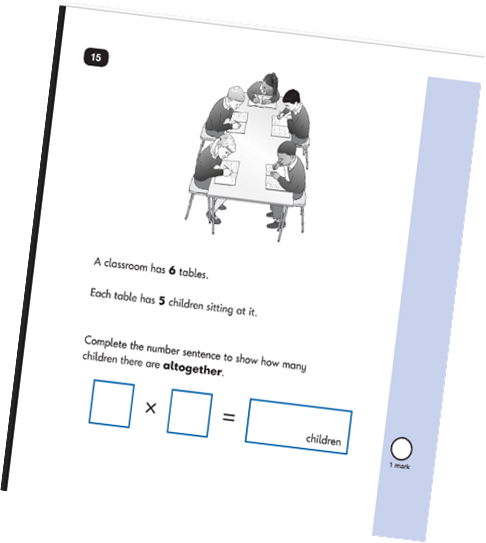 15
A classroom has 6 tables.
Each table has 5 children sitting at it.
Complete the number sentence to show how many
children there are altogether.
× =
children
1 mark